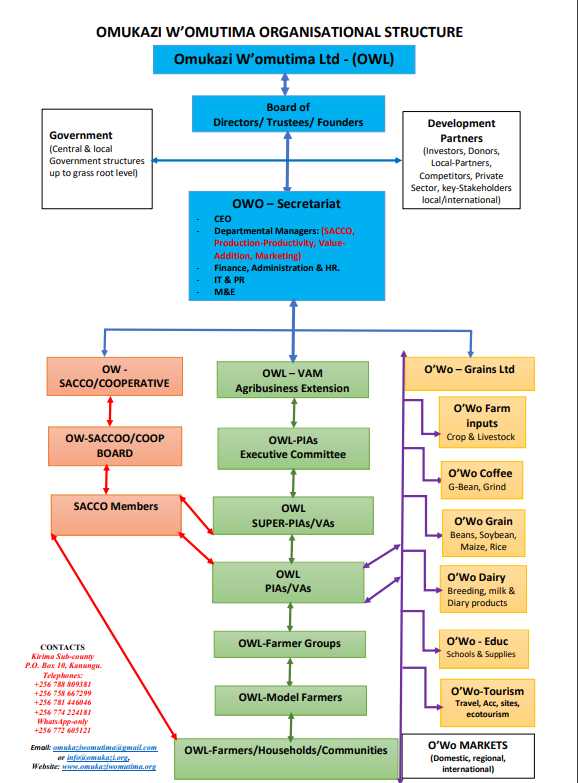 OMUKAZI W'OMUTIMA ORGANISATIONAL STRUCTURE
Omukazi W'omutima Ltd - (OWL)
Board of
Directors/ Trustees/ Founders
Government
(Central & local
Government structures
up to grass root level)
Development
Partners
(Investors, Donors,
Local-Partners,
Competitors, Private
Sector, key-Stakeholders
local/international)
OWO – Secretariat
- CEO
- Departmental Managers: (SACCO,
Production-Productivity, Value-
Addition, Marketing)
- Finance, Administration & HR.
- IT & PR
- M&E
OW -
SACCO/COOPERATIVE
OW-SACCOO/COOP
BOARD
SACCO Members
OWL – VAM
Agribusiness Extension
OWL-PIAs
Executive Committee
OWL
SUPER-PIAs/VAs
OWL
PIAs/VAs
OWL-Farmer Groups
OWL-Model Farmers
OWL-Farmers/Households/Communities
O'Wo – Grains Ltd
O'Wo Farm
inputs
Crop & Livestock
O'Wo Coffee
G-Bean, Grind
O'Wo Grain
Beans, Soybean,
Maize, Rice
O'Wo Dairy
Breeding, milk &
Diary products
O'Wo - Educ
Schools & Supplies
O'Wo-Tourism
Travel, Acc, sites,
ecotourism
O'Wo MARKETS
(Domestic, regional,
international)
CONTACTS
Kirima Sub-county
P.O. Box 10, Kanungu.
Telephones:
+256 788 809381
+256 758 667299
+256 781 446046
+256 774 224181
WhatsApp-only
+256 772 605121
Email: omukaziwomutima@gmail.com
or info@omukazi.org,
Website: www.omukaziwomutima.org